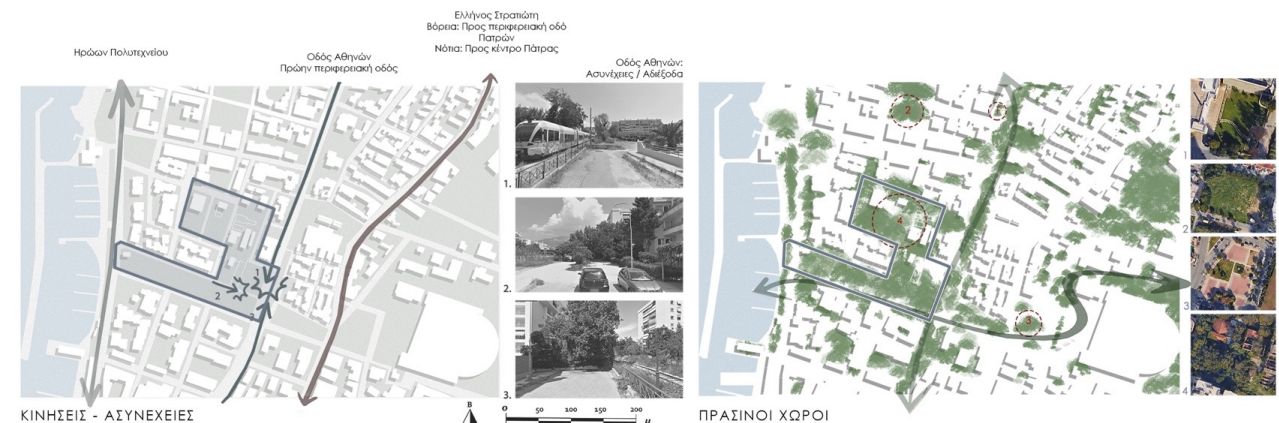 Ηρώων Πολυτεχνείου
Οδός Αθηνών
Πρώην περιφερειακή οδός
Ελλήνος Στρατιώτη
Βόρεια: Προς περιφερειακή οδό
Πατρών
Νότια: Προς κέντρο Πάτρας
Οδός Αθηνών:
Ασυνέχειες / Αδιέξοδα
1.
2.
3.
2
3
ΚΙΝΗΣΕΙΣ - ΑΣΥΝΕΧΕΙΕΣ
Β
0 50 100 150 200
μ
2
4
3
1
2
3
4
ΠΡΑΣΙΝΟΙ ΧΩΡΟΙ